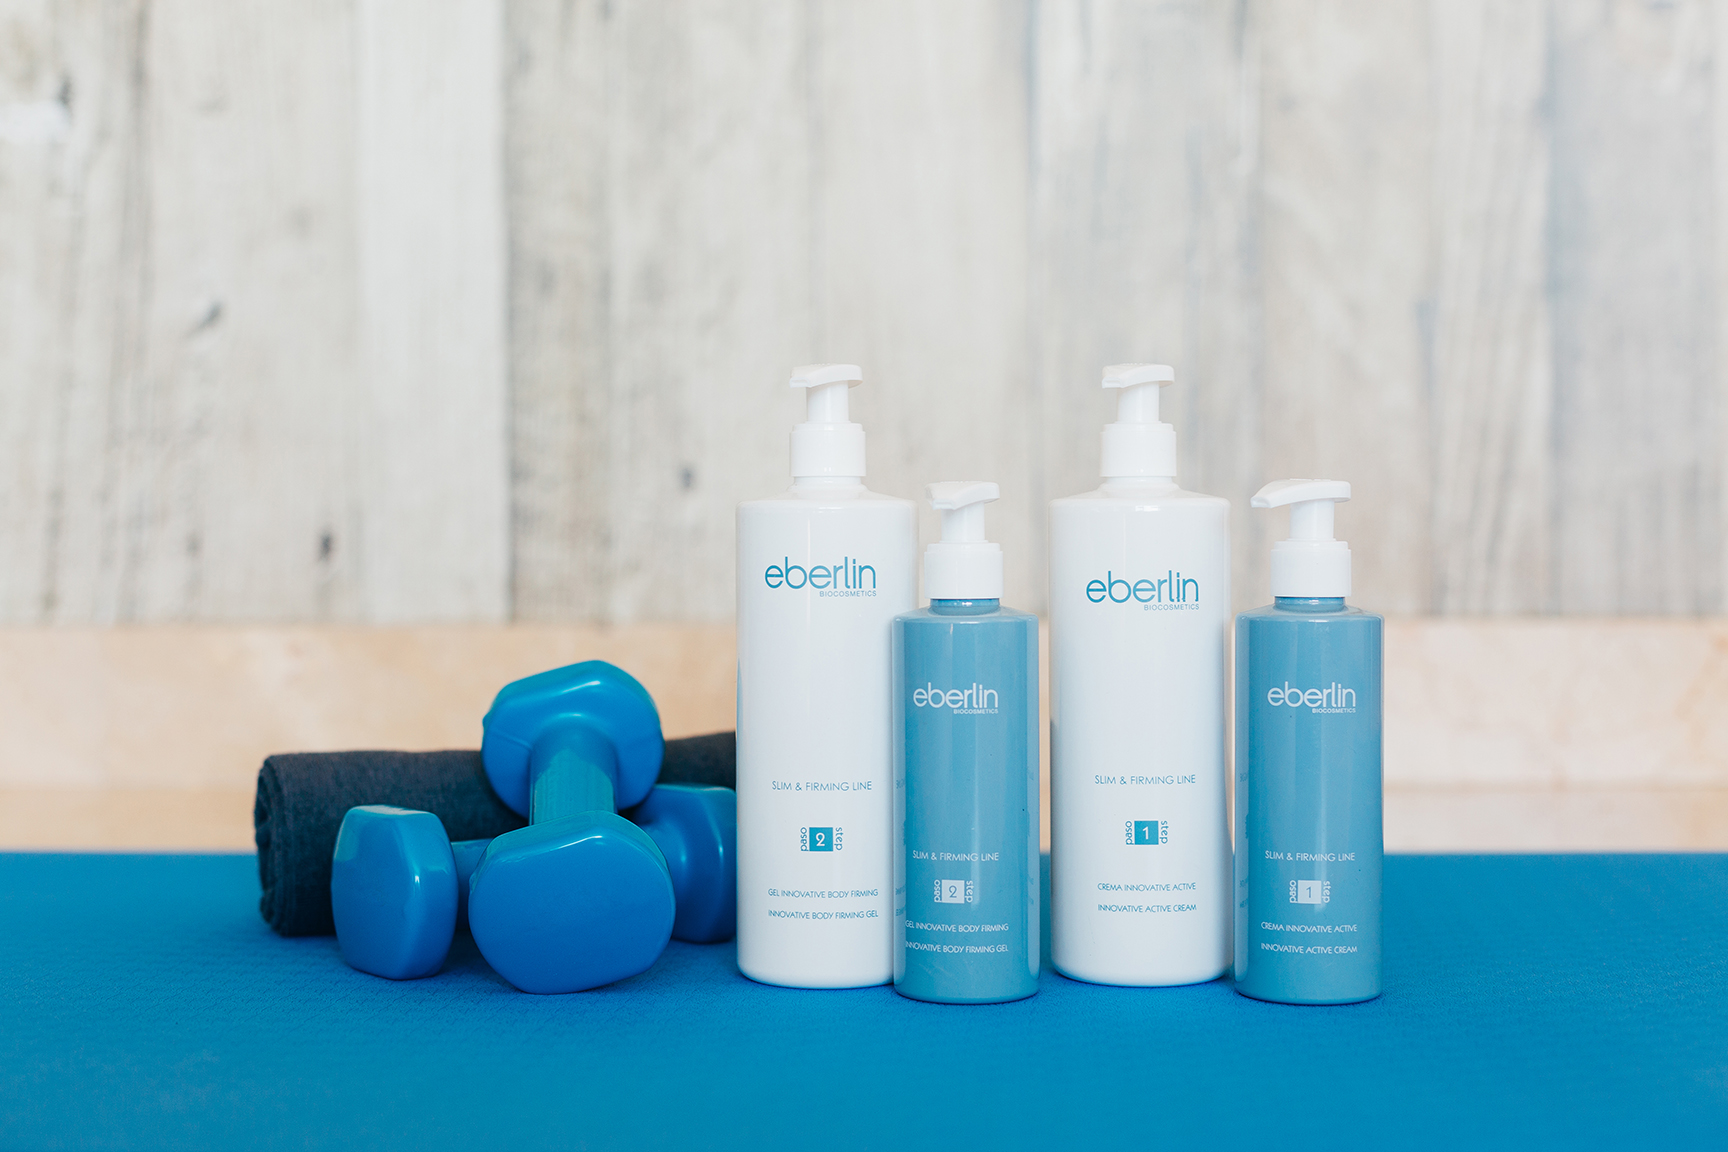 eberlin
BIOCOSMETICS
SLIM & FIRMING LINE
paso 2 step
GEL INNOVATIVE BODY FIRMING
INNOVATIVE BODY FIRMING GEL
eberlin
BIOCOSMETICS
SLIM & FIRMING LINE
paso 2 step
GEL INNOVATIVE BODY FIRMING
INNOVATIVE BODY FIRMING GEL
eberlin
BIOCOSMETICS
SLIM & FIRMING LINE
paso 1 step
CREMA INNOVATIVE ACTIVE
INNOVATIVE ACTIVE CREAM
eberlin
BIOCOSMETICS
SLIM & FIRMING LINE
paso 1 step
CREMA INNOVATIVE ACTIVE
INNOVATIVE ACTIVE CREAM